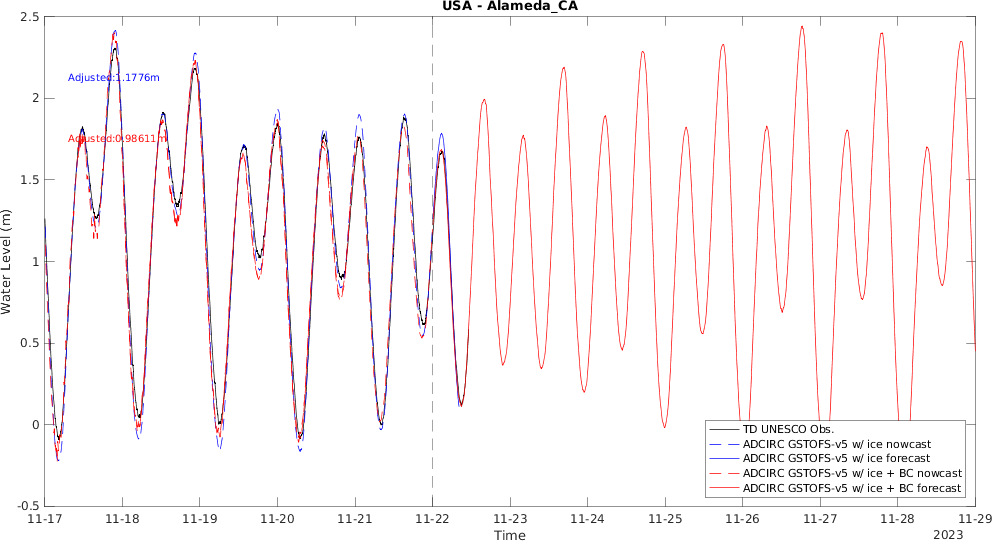 USA - Alameda_CA
2.5
2
1.5
1
0.5
0
-0.5
Water Level (m)
Adjusted:1.1776m
Adjusted:0.98611m
TD UNESCO Obs.
ADCIRC GSTOFS-v5 w/ ice nowcast
ADCIRC GSTOFS-v5 w/ ice forecast
ADCIRC GSTOFS-v5 w/ ice + BC nowcast
ADCIRC GSTOFS-v5 w/ ice + BC forecast
11-17 11-18 11-19 11-20 11-21 11-22 11-23 11-24 11-25 11-26 11-27 11-28 11-29
Time
2023